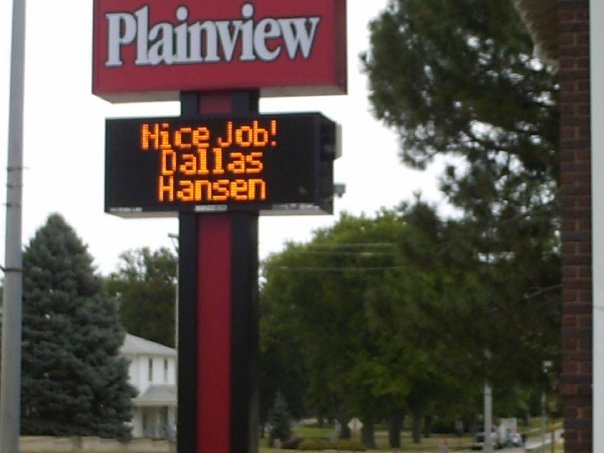 Plainview
Nice Job!
Dallas
Hansen